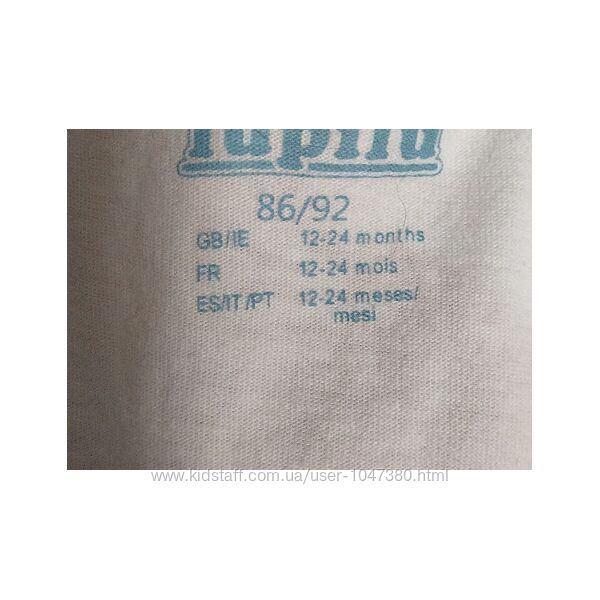 lupilu
86/92
GB/IE 12-24 months
FR 12-24 mois
ES/IT/PT 12-24 meses/
mesi
www.kidstaff.com.ua/user-1047380.html